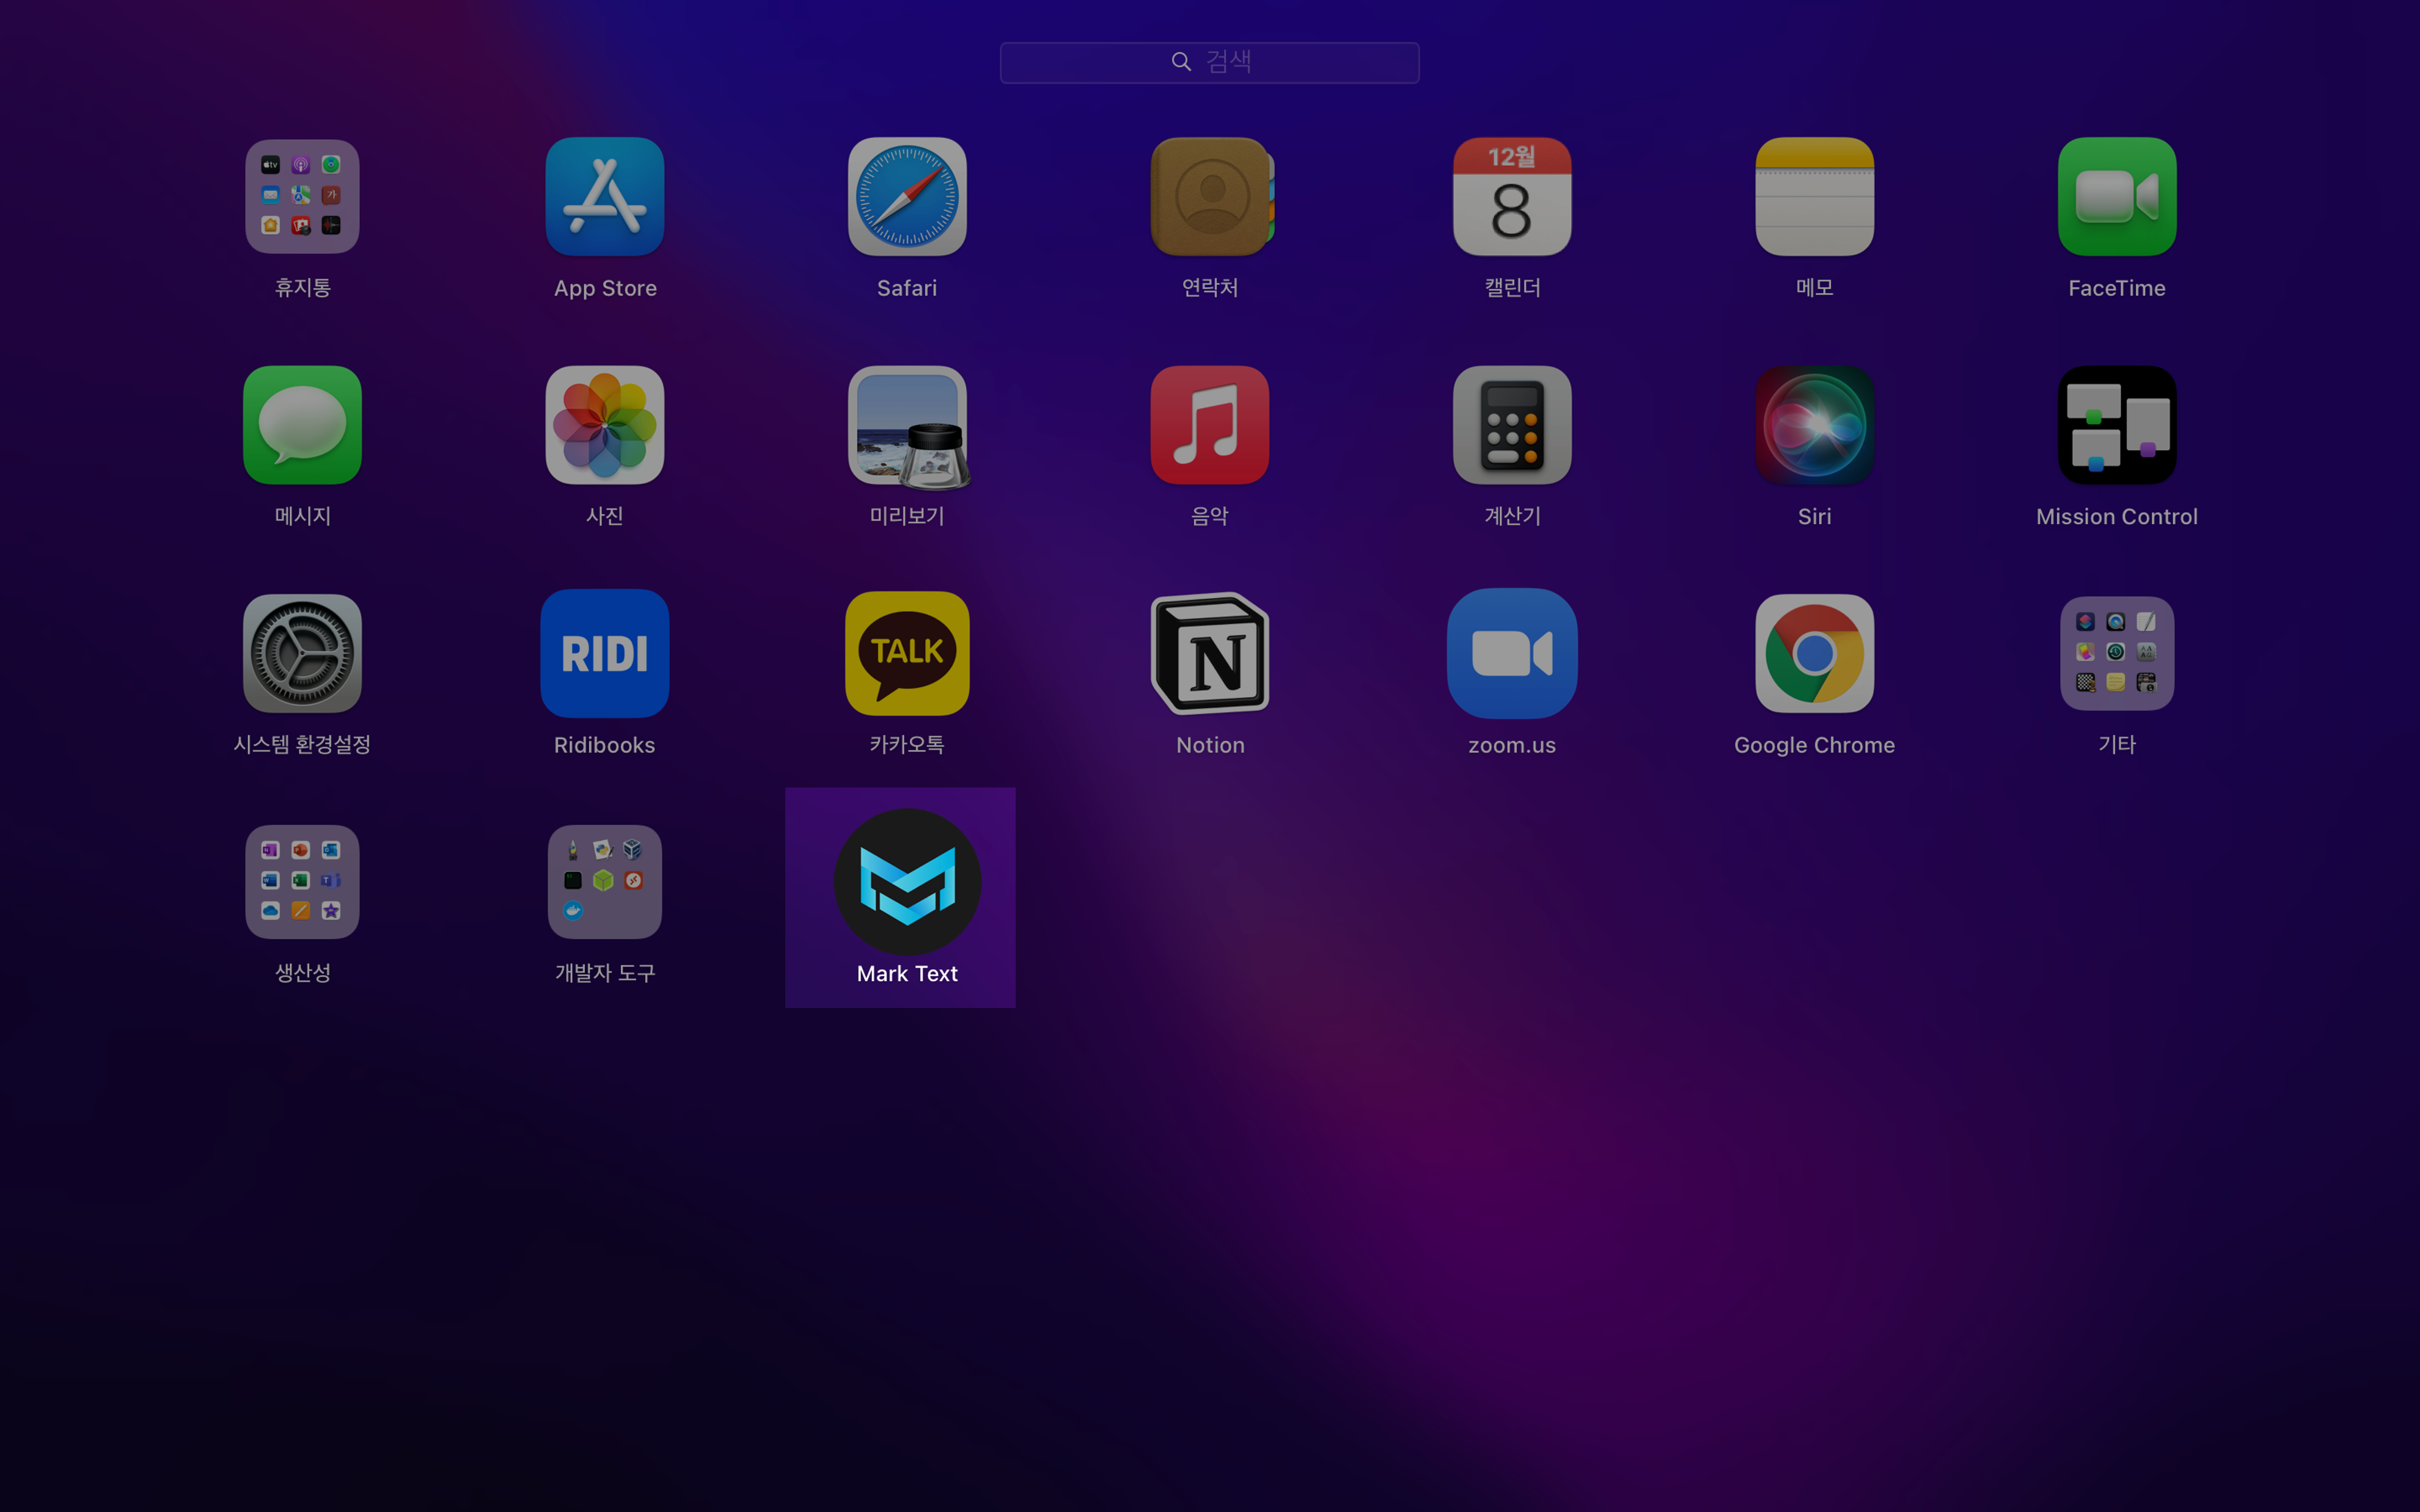 검색
휴지통
App Store
Safari
연락처
12월
8
캘린더
메모
FaceTime
메시지
사진
미리보기
음악
계산기
Siri
Mission Control
시스템 환경설정
RIDI
Ridibooks
TALK
카카오톡
N
Notion
zoom.us
Google Chrome
기타
생산성
개발자 도구
Mark Text